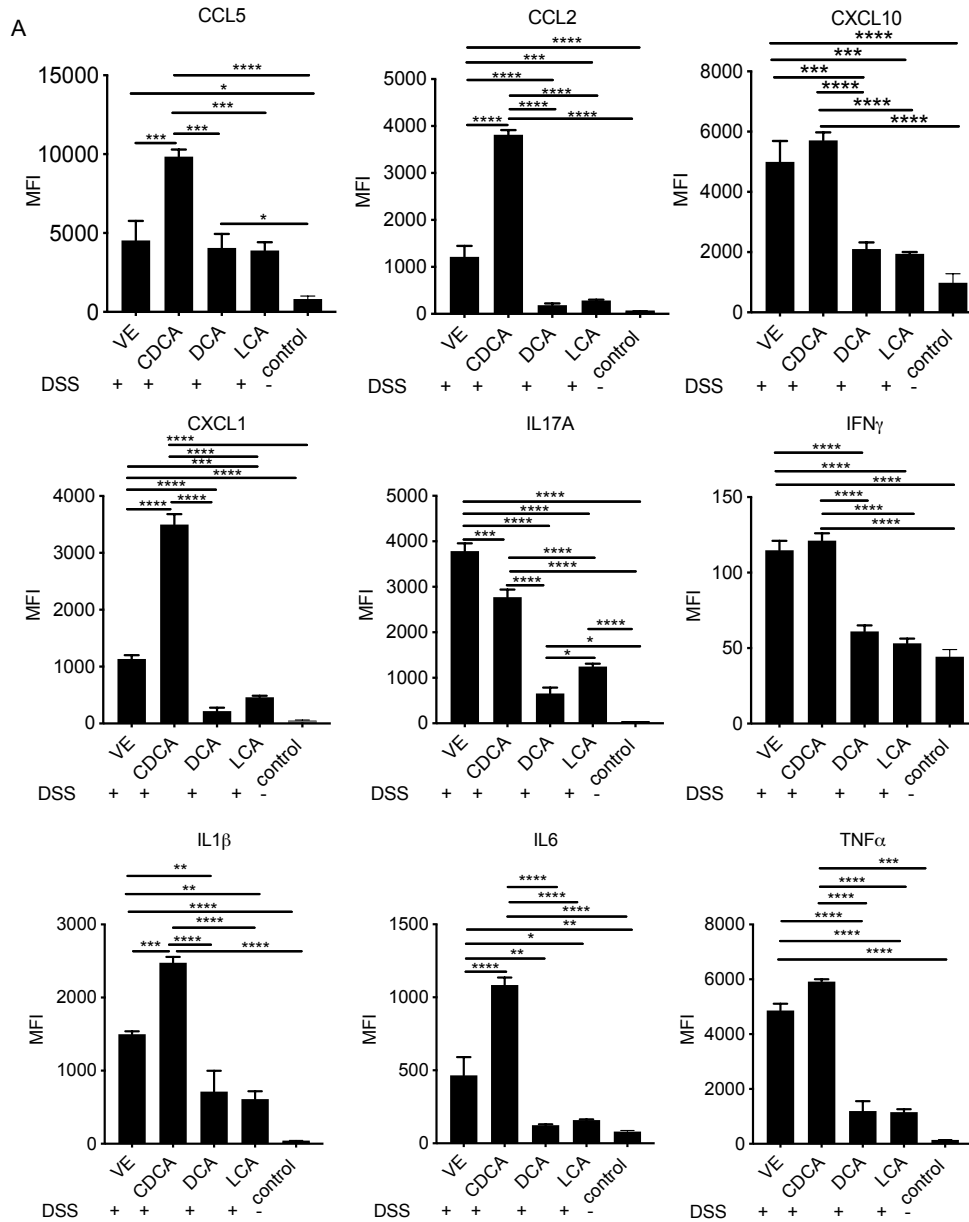 A
CCL5
CCL2
CXCL10
****
*
***
***
***
*
15000
10000
5000
0
MFI
VE
CDCA
DCA
LCA
control
DSS + + + + -
****
***
****
****
****
****
****
5000
4000
3000
2000
1000
0
MFI
VE
CDCA
DCA
LCA
control
DSS + + + + -
****
***
***
****
****
****
8000
6000
4000
2000
0
MFI
VE
CDCA
DCA
LCA
control
DSS + + + + -
CXCL1
IL17A
IFNγ
****
****
***
****
****
****
****
4000
3000
2000
1000
0
MFI
VE
CDCA
DCA
LCA
control
DSS + + + + -
****
****
****
***
****
****
****
****
*
*
5000
4000
3000
2000
1000
0
MFI
VE
CDCA
DCA
LCA
control
DSS + + + + -
****
****
****
****
****
****
150
100
50
0
MFI
VE
CDCA
DCA
LCA
control
DSS + + + + -
IL1β
IL6
TNFα
**
**
****
****
*** **** ****
3000
2000
1000
0
MFI
VE
CDCA
DCA
LCA
control
DSS + + + + -
****
****
****
**
*
**
****
1500
1000
500
0
MFI
VE
CDCA
DCA
LCA
control
DSS + + + + -
***
****
****
****
****
****
8000
6000
4000
2000
0
MFI
VE
CDCA
DCA
LCA
control
DSS + + + + -